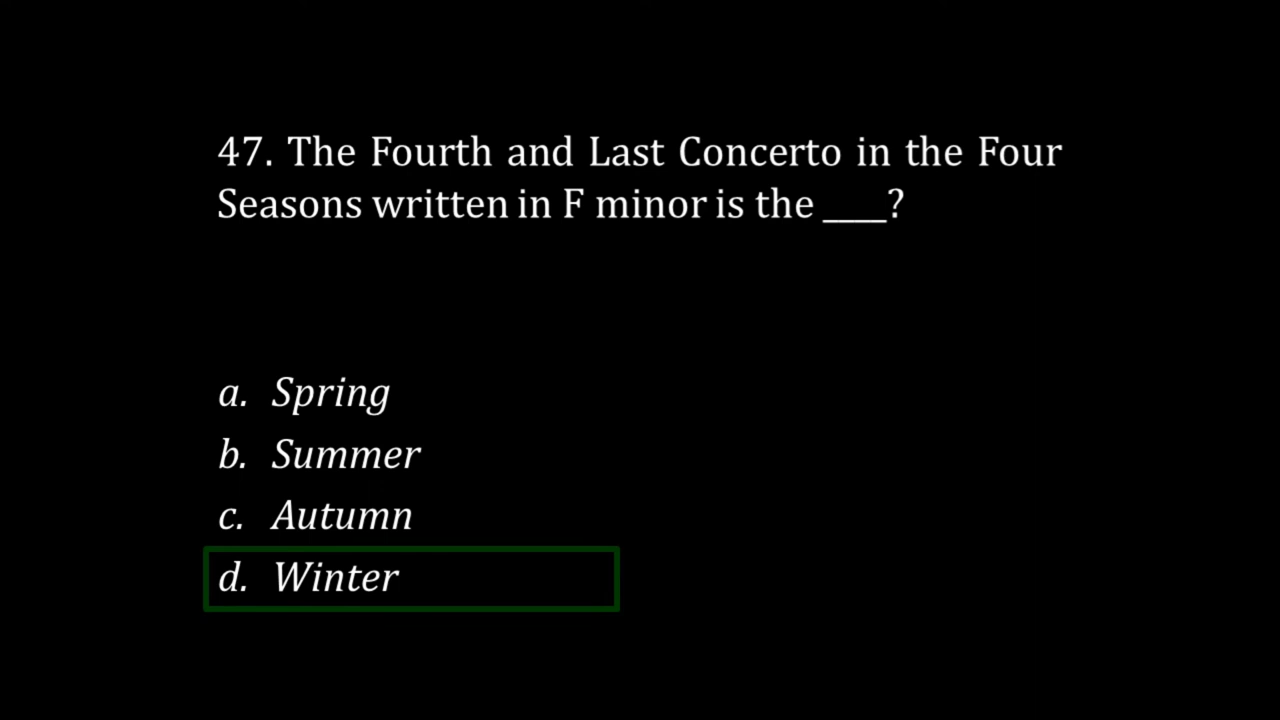 47. The Fourth and Last Concerto in the Four
Seasons written in F minor is the ____?
a. Spring
b. Summer
c. Autumn
d. Winter